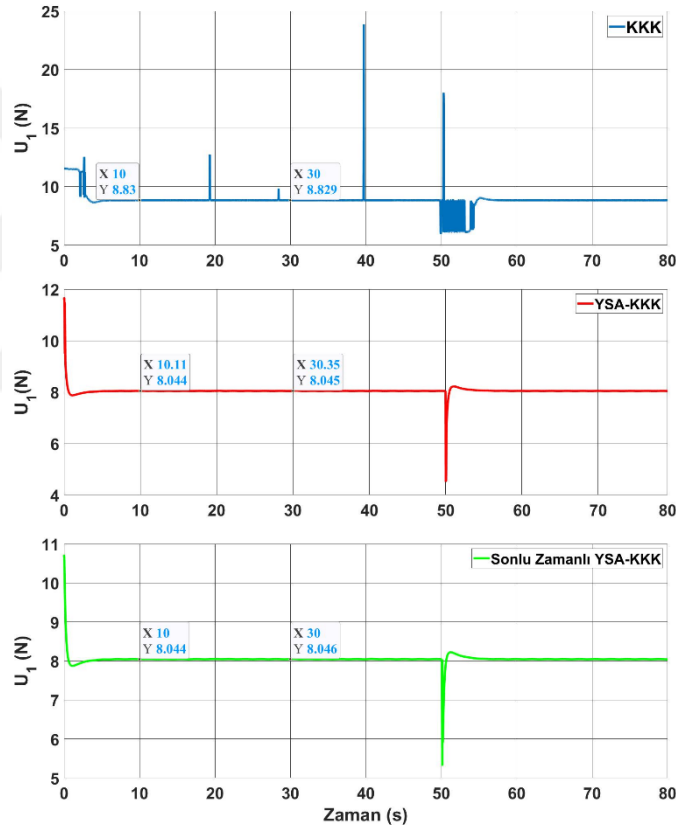 25
KKK
20
U1 (N)
15
X 10
Y 8.83
X 30
Y 8.829
10
5
0 10 20 30 40 50 60 70 80
12
YSA-KKK
10
U1(N)
X 10.11
Y 8.044
X 30.35
Y 8.045
8
6
4
0 10 20 30 40 50 60 70 80
11
Sonlu Zamanlı YSA-KKK
10
9
U1 (N)
X 10
Y 8.044
X 30
Y 8.046
8
7
6
5
0 10 20 30 40 50 60 70 80
Zaman (s)